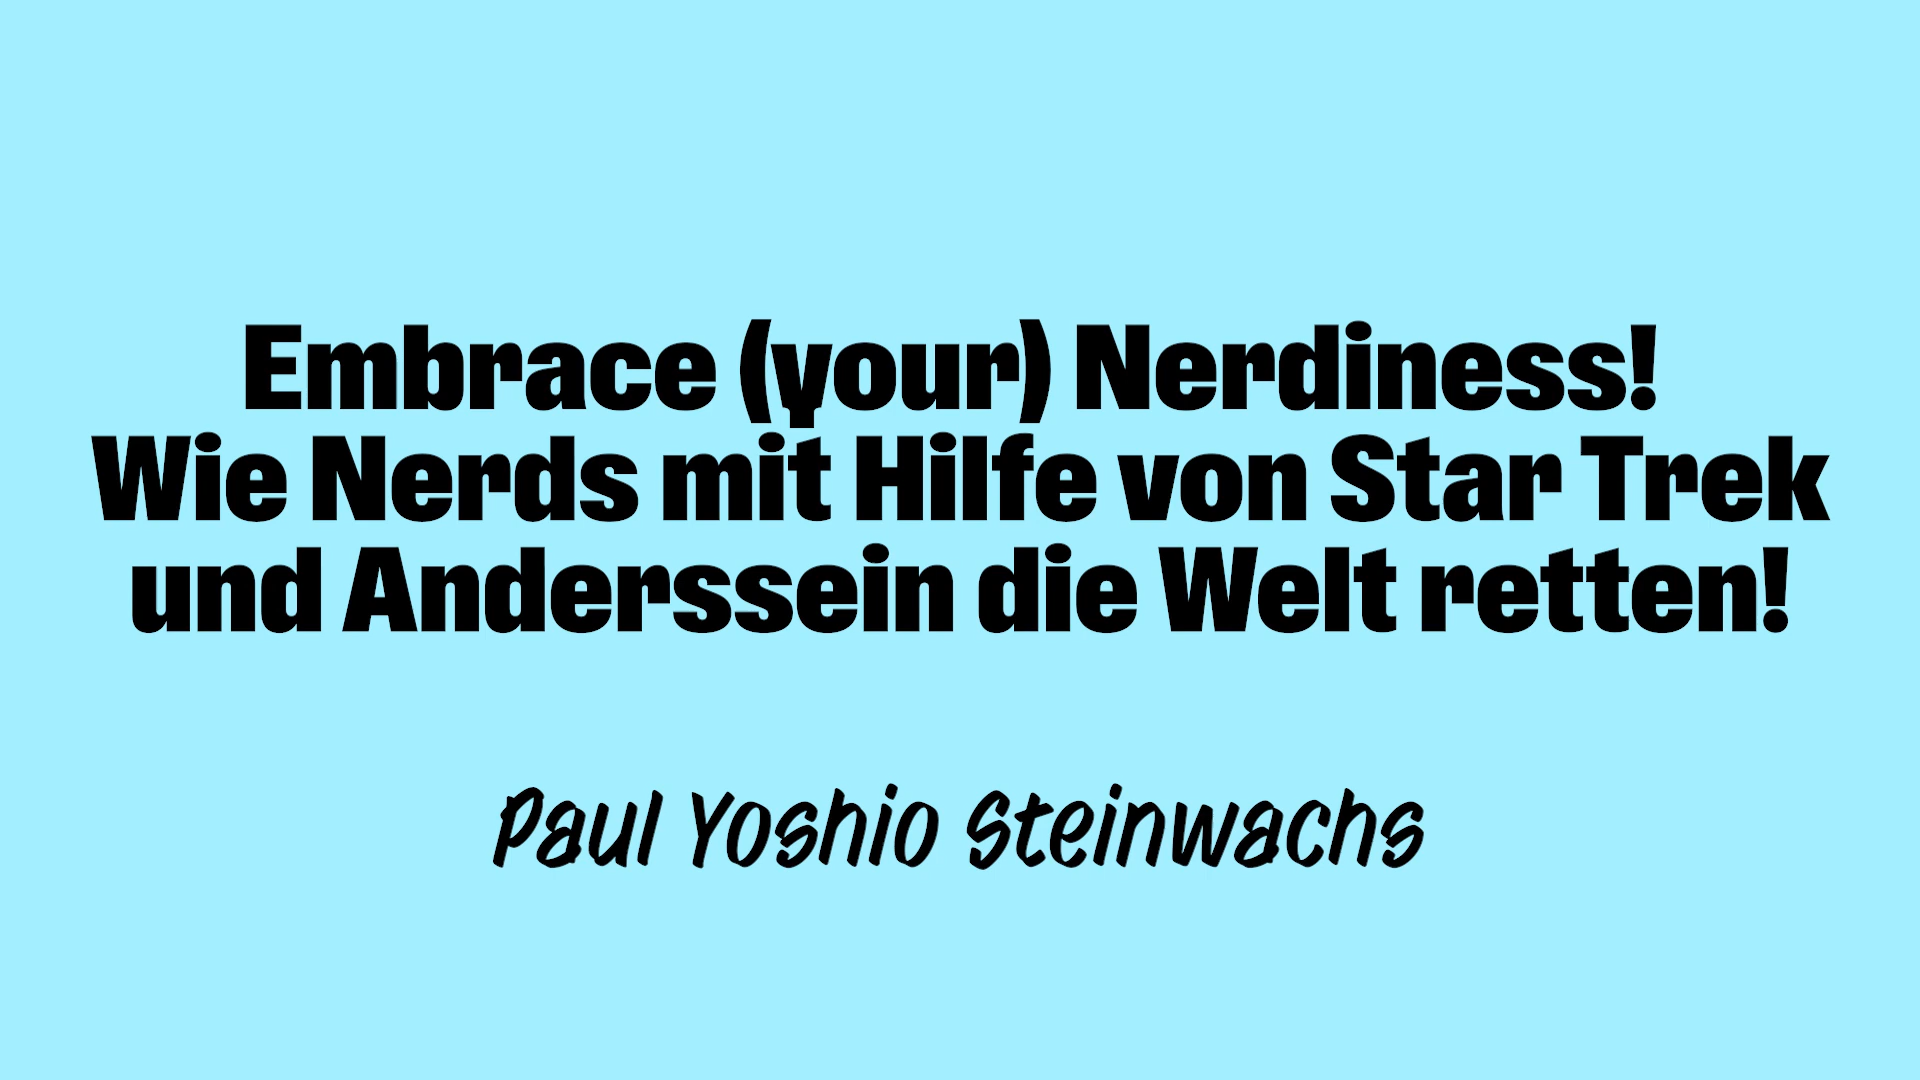 Embrace (your) Nerdiness!
Wie Nerds mit Hilfe von Star Trek
und Anderssein die Welt retten!
Paul Yoshio Steinwachs